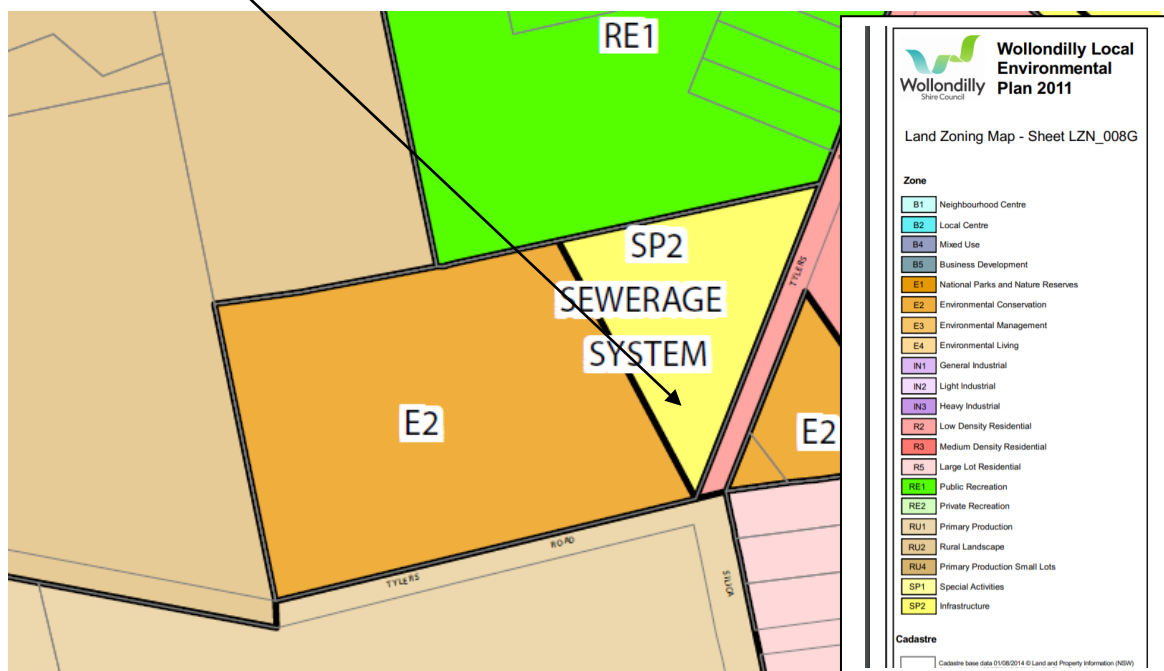 RE1
SP2
SEWERAGE
SYSTEM
E2
E2
TYLERS
TYLERS
ROAD
SILICA
Wollondilly
Shire Council
Wollondilly Local
Environmental
Plan 2011
Land Zoning Map - Sheet LZN_008G
Zone
B1 Neighbourhood Centre
B2 Local Centre
B4 Mixed Use
B5 Business Development
E1 National Parks and Nature Reserves
E2 Environmental Conservation
E3 Environmental Management
E4 Environmental Living
IN1 General Industrial
IN2 Light Industrial
IN3 Heavy Industrial
R2 Low Density Residential
R3 Medium Density Residential
R5 Large Lot Residential
RE1 Public Recreation
RE2 Private Recreation
RU1 Primary Production
RU2 Rural Landscape
RU4 Primary Production Small Lots
SP1 Special Activities
SP2 Infrastructure
Cadastre
Cadastre base data 01/08/2014 © Land and Property Information (NSW)